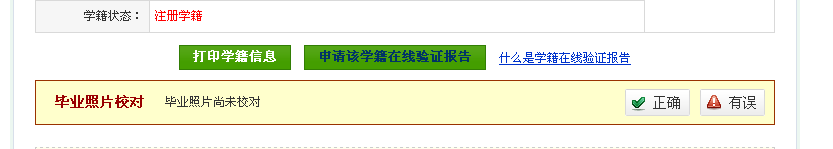 学籍状态： 注册学籍
打印学籍信息 申请该学籍在线验证报告 什么是学籍在线验证报告
毕业照片校对 毕业照片尚未校对 正确 有误